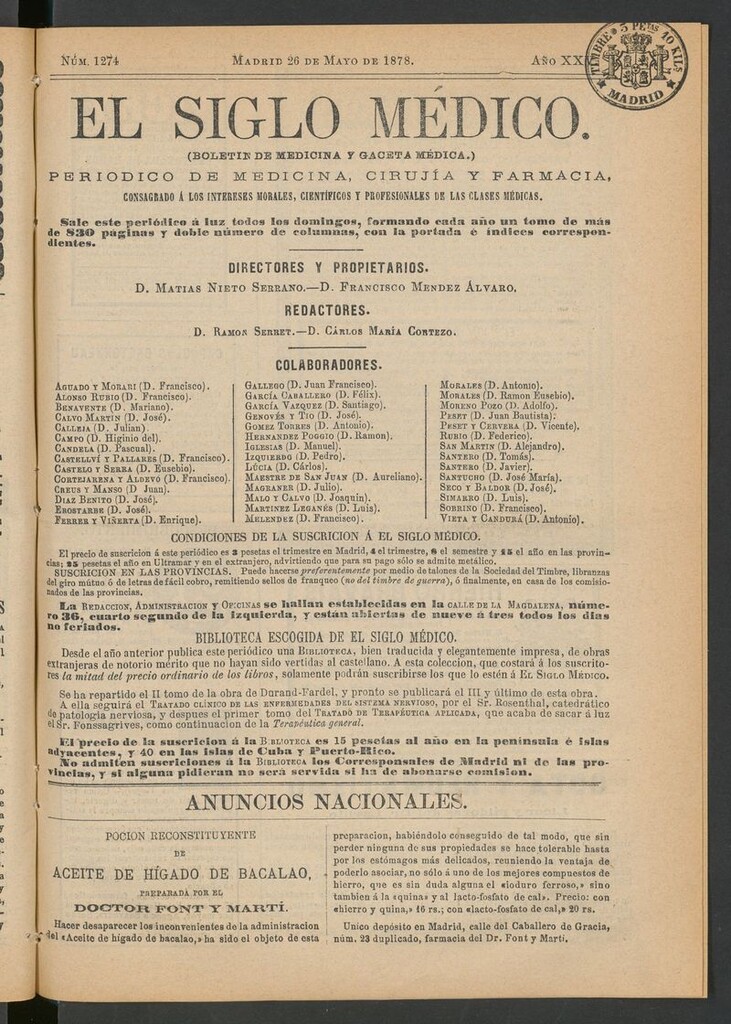 NÚM. 1274 MADRID 26 DE MAYO DE 1878. AÑO XX
TIMBRE 3 PETAS 10 KILS
MADRID
EL SIGLO MÉDICO.
(BOLETIN DE MEDICINA Y GACETA MÉDICA.)
PERIODICO DE MEDICINA, CIRUJÍA Y FARMACIA,
CONSAGRADO Á LOS INTERESES MORALES, CIENTÍFICOS Y PROFESIONALES DE LAS CLASES MÉDICAS.
Sale este periódico á luz todos los domingos, formando cada año un tomo de más
de 830 páginas y doble número de columnas, con la portada é índices correspon-
dientes.
DIRECTORES Y PROPIETARIOS.
D. MATIAS NIETO SERRANO.—D. FRANCISCO MENDEZ ÁLVARO.
REDACTORES.
D. RAMON SERRET.—D. CÁRLOS MARÍA CORTEZO.
COLABORADORES.
AGUADO Y MORARI (D. Francisco).
ALONSO RUBIO (D. Francisco).
BENAVENTE (D. Mariano).
CALVO MARTIN (D. José).
CALLEJA (D. Julian)
CAMPO (D. Higinio del).
CANDELA (D. Pascual).
CASTELLVÍ Y PALLARES (D. Francisco).
CASTELO Y SERRA (D. Eusebio).
CORTEJARENA Y ALDEVÓ (D. Francisco).
CREUS Y MANSO (D Juan).
DIAZ BENITO (D. José).
EROSTARBE (D. José).
FERRER Y VIÑERTA (D. Enrique).
GALLEGO (D. Juan Francisco).
GARCÍA CABALLERO (D. Félix).
GARCÍA VAZQUEZ (D. Santiago).
GENOVÉS Y TIO (D. José).
GOMEZ TORRES (D. Antonio).
HERNANDEZ POGGIO (D. Ramon).
IGLESIAS (D. Manuel).
IZQUIERDO (D. Pedro).
LÚCIA (D. Cárlos).
MAESTRE DE SAN JUAN (D. Aureliano).
MAGRANER (D. Julio).
MALO Y CALVO (D. Joaquin).
MARTINEZ LEGANÉS (D. Luis).
MELENDEZ (D. Francisco).
MORALES (D. Antonio).
MORALES (D. Ramon Eusebio).
MORENO POZO (D. Adolfo).
PESET (D. Juan Bautista).
PESET Y CERVERA (D. Vicente).
RUBIO (D. Federico).
SAN MARTIN (D. Alejandro).
SANTERO (D. Tomás).
SANTERO (D. Javier).
SANTUCHO (D. José María).
SECO Y BALDOR (D. José).
SIMARRO (D. Luis).
SOBRINO (D. Francisco).
VIETA Y CANDURÁ (D. Antonio).
CONDICIONES DE LA SUSCRICION Á EL SIGLO MÉDICO.
El precio de suscricion á este periódico es 3 pesetas el trimestre en Madrid, 4 el trimestre, 8 el semestre y 15 el año en las provin-
cias; 25 pesetas el año en Ultramar y en el extranjero, advirtiendo que para su pago sólo se admite metálico.
SUSCRICION EN LAS PROVINCIAS. Puede hacerse preferentemente por medio de talones de la Sociedad del Timbre, libranzas
del giro mútuo ó de letras de fácil cobro, remitiendo sellos de franqueo (no del timbre de guerra), ó finalmente, en casa de los comisio-
nados de las provincias.
LA REDACCION, ADMINISTRACION Y OFICINAS se hallan establecidas en la CALLE DE LA MAGDALENA, núme-
ro 36, cuarto segundo de la izquierda, y están abiertas de nueve á tres todos los dias
no feriados.
BIBLIOTECA ESCOGIDA DE EL SIGLO MÉDICO.
Desde el año anterior publica este periódico una BIBLIOTECA, bien traducida y elegantemente impresa, de obras
extranjeras de notorio mérito que no hayan sido vertidas al castellano. A esta coleccion, que costará á los suscrito-
res la mitad del precio ordinario de los libros, solamente podrán suscribirse los que lo estén á EL SIGLO MÉDICO.
Se ha repartido el II tomo de la obra de Durand-Fardel, y pronto se publicará el III y último de esta obra.
A ella seguirá el TRATADO CLÍNICO DE LAS ENFERMEDADES DEL SISTEMA NERVIOSO, por el Sr. Rosenthal, catedrático
de patología nerviosa, y despues el primer tomo del TRATADO DE TERAPÉUTICA APLICADA, que acaba de sacar á luz
el Sr. Fonssagrives, como continuacion de la Terapéutica general.
El precio de la suscricion á la BIBLIOTECA es 15 pesetas al año en la península é islas
adyacentes, y 40 en las islas de Cuba y Puerto-Rico.
No admiten suscriciones á la BIBLIOTECA los Corresponsales de Madrid ni de las pro-
vincias, y si alguna pidieran no será servida si ha de abonarse comision.
ANUNCIOS NACIONALES.
POCION RECONSTITUYENTE
DE
ACEITE DE HÍGADO DE BACALAO,
PREPARADA POR EL
DOCTOR FONT Y MARTÍ.
Hacer desaparecer los inconvenientes de la administracion
del «Aceite de hígado de bacalao,» ha sido el objeto de esta
preparacion, habiéndolo conseguido de tal modo, que sin
perder ninguna de sus propiedades se hace tolerable hasta
por los estómagos más delicados, reuniendo la ventaja de
poderlo asociar, no sólo á uno de los mejores compuestos de
hierro, que es sin duda alguna el «ioduro ferroso,» sino
tambien á la «quina» y al lacto-fosfato de cal». Precio: con
«hierro y quina,» 16 rs.; con «lacto-fosfato de cal,» 20 rs.
Unico depósito en Madrid, calle del Caballero de Gracia,
núm. 23 duplicado, farmacia del Dr. Font y Martí.